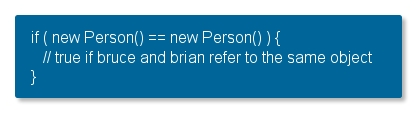 if ( new Person() == new Person() ) {
// true if bruce and brian refer to the same object
}